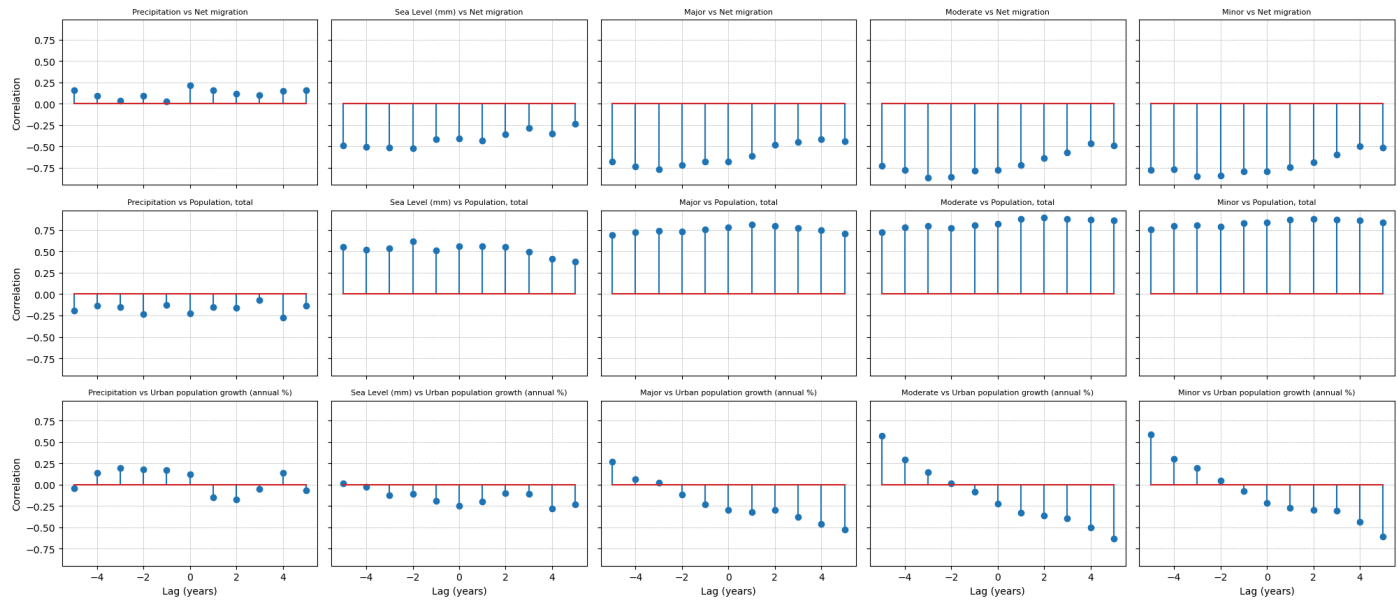 Precipitation vs Net migration
Sea Level (mm) vs Net migration
Major vs Net migration
Moderate vs Net migration
Minor vs Net migration
Correlation
0.75
0.50
0.25
0.00
−0.25
−0.50
−0.75
Precipitation vs Population, total
Sea Level (mm) vs Population, total
Major vs Population, total
Moderate vs Population, total
Minor vs Population, total
Correlation
0.75
0.50
0.25
0.00
−0.25
−0.50
−0.75
Precipitation vs Urban population growth (annual %)
Sea Level (mm) vs Urban population growth (annual %)
Major vs Urban population growth (annual %)
Moderate vs Urban population growth (annual %)
Minor vs Urban population growth (annual %)
Correlation
0.75
0.50
0.25
0.00
−0.25
−0.50
−0.75
−4 −2 0 2 4
−4 −2 0 2 4
−4 −2 0 2 4
−4 −2 0 2 4
−4 −2 0 2 4
Lag (years)
Lag (years)
Lag (years)
Lag (years)
Lag (years)